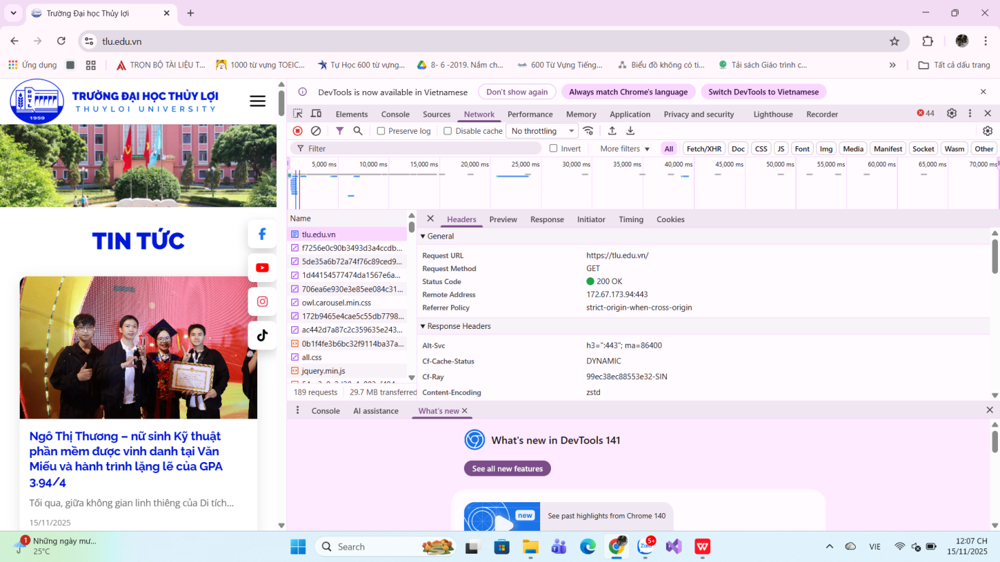 Trường Đại học Thủy lợi
tlu.edu.vn
Ứng dụng
TRỌN BỘ TÀI LIỆU T...
1000 từ vựng TOEIC...
Tự Học 600 từ vựng...
8- 6 -2019. Nắm ch...
600 Từ Vựng Tiếng...
Biểu đồ không có ti...
Tải sách Giáo trình c...
Tất cả dấu trang
TRƯỜNG ĐẠI HỌC THỦY LỢI
THUYLOI UNIVERSITY
1959
TIN TỨC
Ngô Thị Thương – nữ sinh Kỹ thuật
phần mềm được vinh danh tại Văn
Miếu và hành trình lặng lẽ của GPA
3.94/4
Tối qua, giữa không gian linh thiêng của Di tích...
15/11/2025
DevTools is now available in Vietnamese
Don't show again
Always match Chrome's language
Switch DevTools to Vietnamese
Elements
Console
Sources
Network
Performance
Memory
Application
Privacy and security
Lighthouse
Recorder
44
Preserve log
Disable cache
No throttling
Filter
Invert
More filters
All
Fetch/XHR
Doc
CSS
JS
Font
Img
Media
Manifest
Socket
Wasm
Other
5,000 ms
10,000 ms
15,000 ms
20,000 ms
25,000 ms
30,000 ms
35,000 ms
40,000 ms
45,000 ms
50,000 ms
55,000 ms
60,000 ms
65,000 ms
70,000 ms
Name
tlu.edu.vn
f7256e0c90b3493d3a4ccdb...
5de35a6b72a74f76c89ced9...
1d44154577474da1567e6a...
706ea6e930e3e85ee084c31...
owl.carousel.min.css
172b9465e4cae5c55db7798...
ac442d7a87c2c359635e243...
0b1f4fe3b6bc32f9114ba37a...
all.css
jquery.min.js
189 requests
29.7 MB transferred
Headers
Preview
Response
Initiator
Timing
Cookies
General
Request URL
https://tlu.edu.vn/
Request Method
GET
Status Code
200 OK
Remote Address
172.67.173.94:443
Referrer Policy
strict-origin-when-cross-origin
Response Headers
Alt-Svc
h3=":443"; ma=86400
Cf-Cache-Status
DYNAMIC
Cf-Ray
99ec38ec88553e32-SIN
Content-Encoding
zstd
Console
AI assistance
What's new
What's new in DevTools 141
See all new features
new
See past highlights from Chrome 140
1
Những ngày mư...
25°C
Search
Zalo
5+
VIE
12:07 CH
15/11/2025